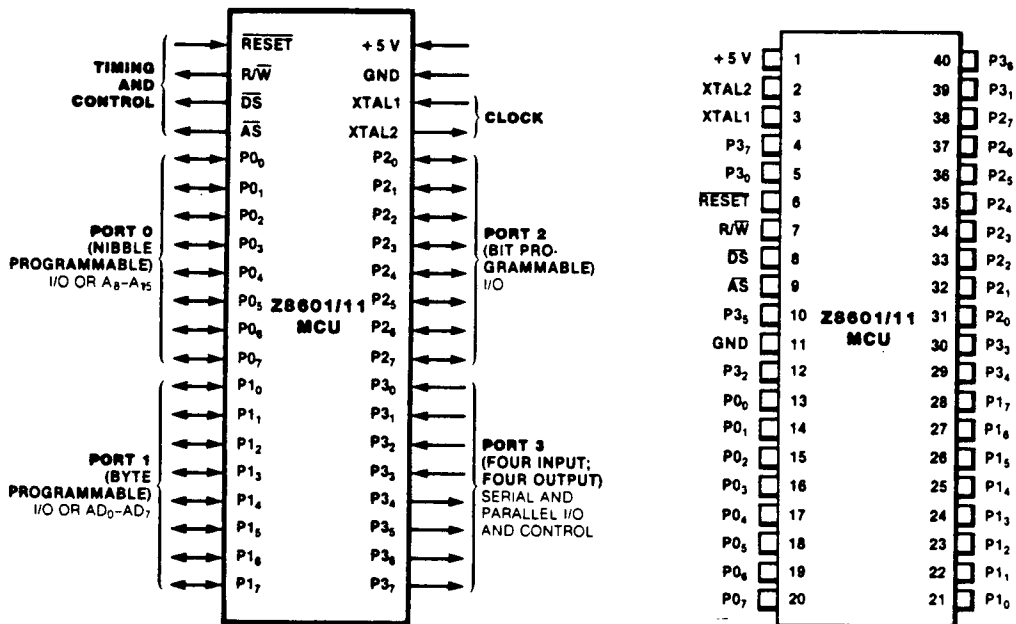 TIMING
AND
CONTROL
RESET
R/W
DS
AS
+5 V
GND
XTAL1
XTAL2
CLOCK
PORT 0
(NIBBLE
PROGRAMMABLE)
I/O OR A8–A15
P00
P01
P02
P03
P04
P05
P06
P07
PORT 1
(BYTE
PROGRAMMABLE)
I/O OR AD0–AD7
P10
P11
P12
P13
P14
P15
P16
P17
Z8601/11
MCU
P20
P21
P22
P23
P24
P25
P26
P27
PORT 2
(BIT PRO-
GRAMMABLE)
I/O
P30
P31
P32
P33
P34
P35
P36
P37
PORT 3
(FOUR INPUT;
FOUR OUTPUT)
SERIAL AND
PARALLEL I/O
AND CONTROL
+5 V 1 40 P36
XTAL2 2 39 P31
XTAL1 3 38 P27
P37 4 37 P26
P30 5 36 P25
RESET 6 35 P24
R/W 7 34 P23
DS 8 33 P22
AS 9 32 P21
P35 10 Z8601/11 31 P20
GND 11 MCU 30 P33
P32 12 29 P34
P00 13 28 P17
P01 14 27 P16
P02 15 26 P15
P03 16 25 P14
P04 17 24 P13
P05 18 23 P12
P06 19 22 P11
P07 20 21 P10